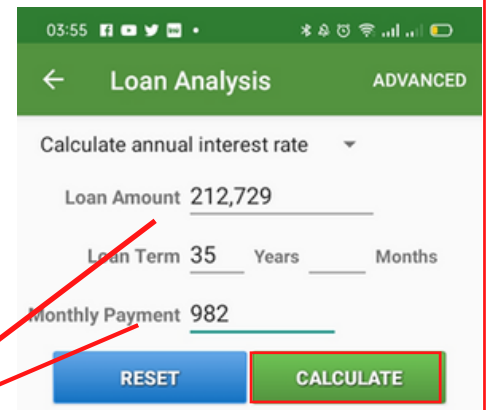 03:55
Loan Analysis ADVANCED
Calculate annual interest rate
Loan Amount 212,729
Loan Term 35 Years Months
Monthly Payment 982
RESET CALCULATE